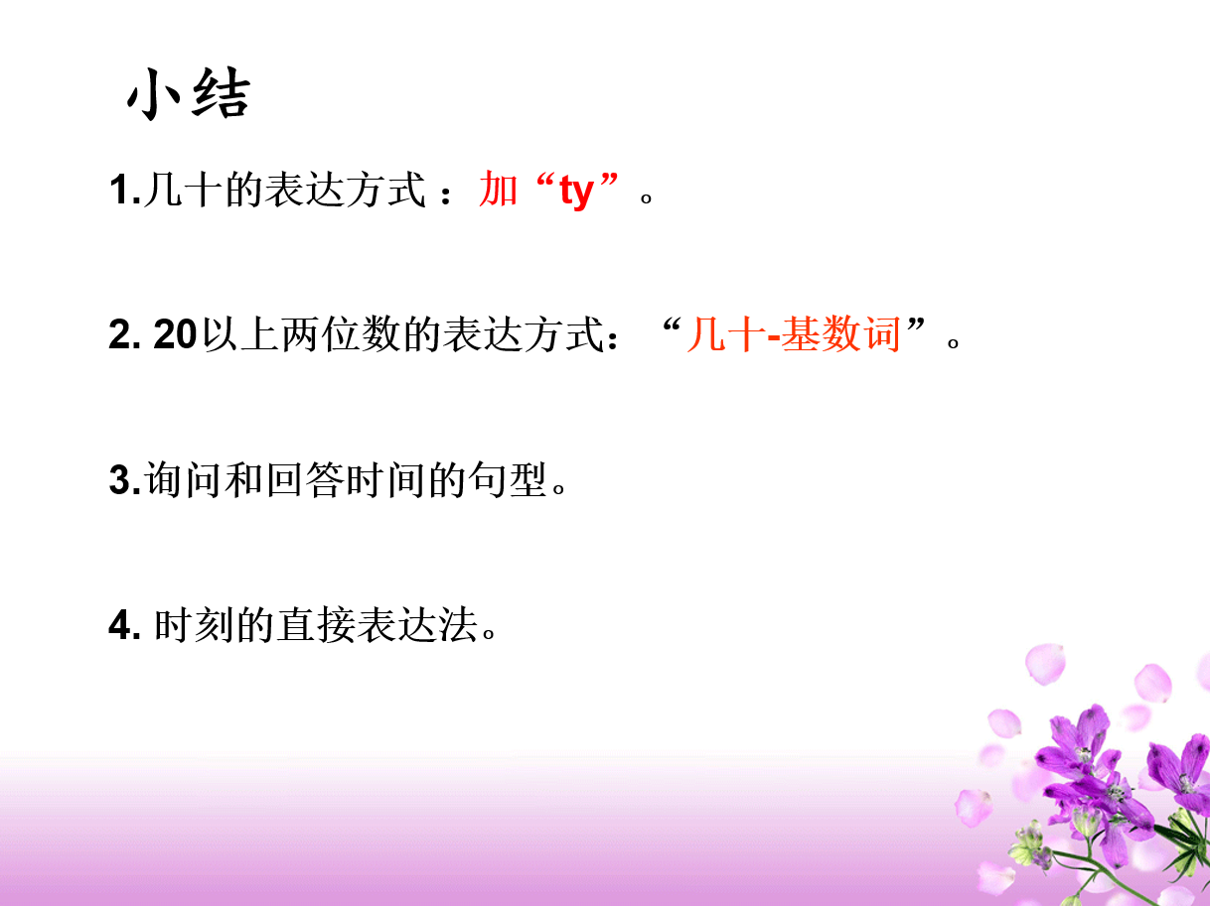 小结
1.几十的表达方式 ：加“ty”。
2. 20以上两位数的表达方式：“几十-基数词”。
3.询问和回答时间的句型。
4. 时刻的直接表达法。